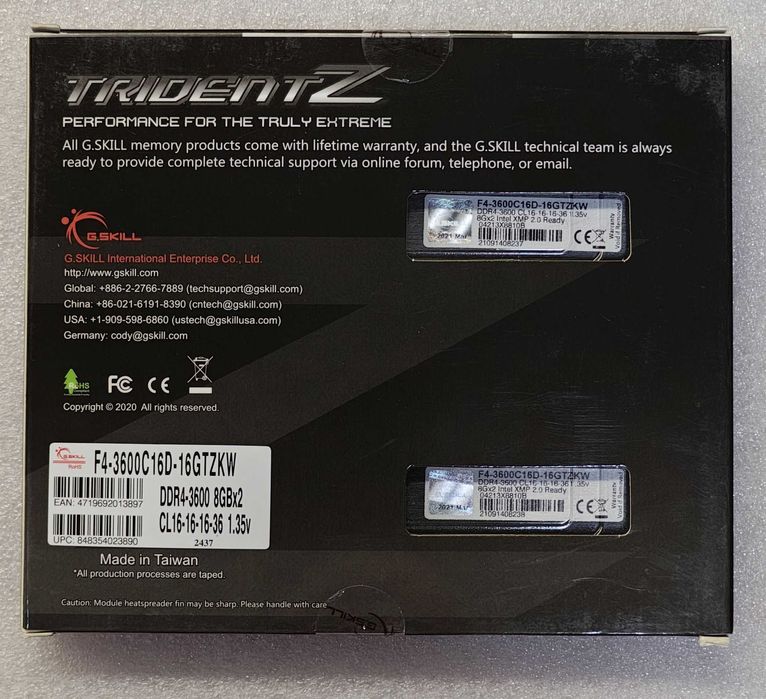 TRIDENTZ
PERFORMANCE FOR THE TRULY EXTREME
All G.SKILL memory products come with lifetime warranty, and the G.SKILL technical team is always
ready to provide complete technical support via online forum, telephone, or email.
G.SKILL
G.SKILL International Enterprise Co., Ltd.
http://www.gskill.com
Global: +886-2-2766-7889 (techsupport@gskill.com)
China: +86-021-6191-8390 (cntech@gskill.com)
USA: +1-909-598-6860 (ustech@gskillusa.com)
Germany: cody@gskill.com
RoHS
FC CE
Copyright © 2020 All rights reserved.
F4-3600C16D-16GTZKW
DDR4-3600 CL16-16-16-36 1.35v
8Gx2 Intel XMP 2.0 Ready
04213X8810B
2021 Mar
21091408237
CE
Warranty
Void if Removed
F4-3600C16D-16GTZKW
DDR4-3600 CL16-16-16-36 1.35v
8Gx2 Intel XMP 2.0 Ready
04213X8810B
2021 Mar
21091408238
CE
Warranty
Void if Removed
G.SKILL
RoHS
F4-3600C16D-16GTZKW
EAN: 4719692013897
DDR4-3600 8GBx2
CL16-16-16-36 1.35v
UPC: 848354023890
2437
Made in Taiwan
*All production processes are taped.
Caution: Module heatspreader fin may be sharp. Please handle with care
G.SKILL